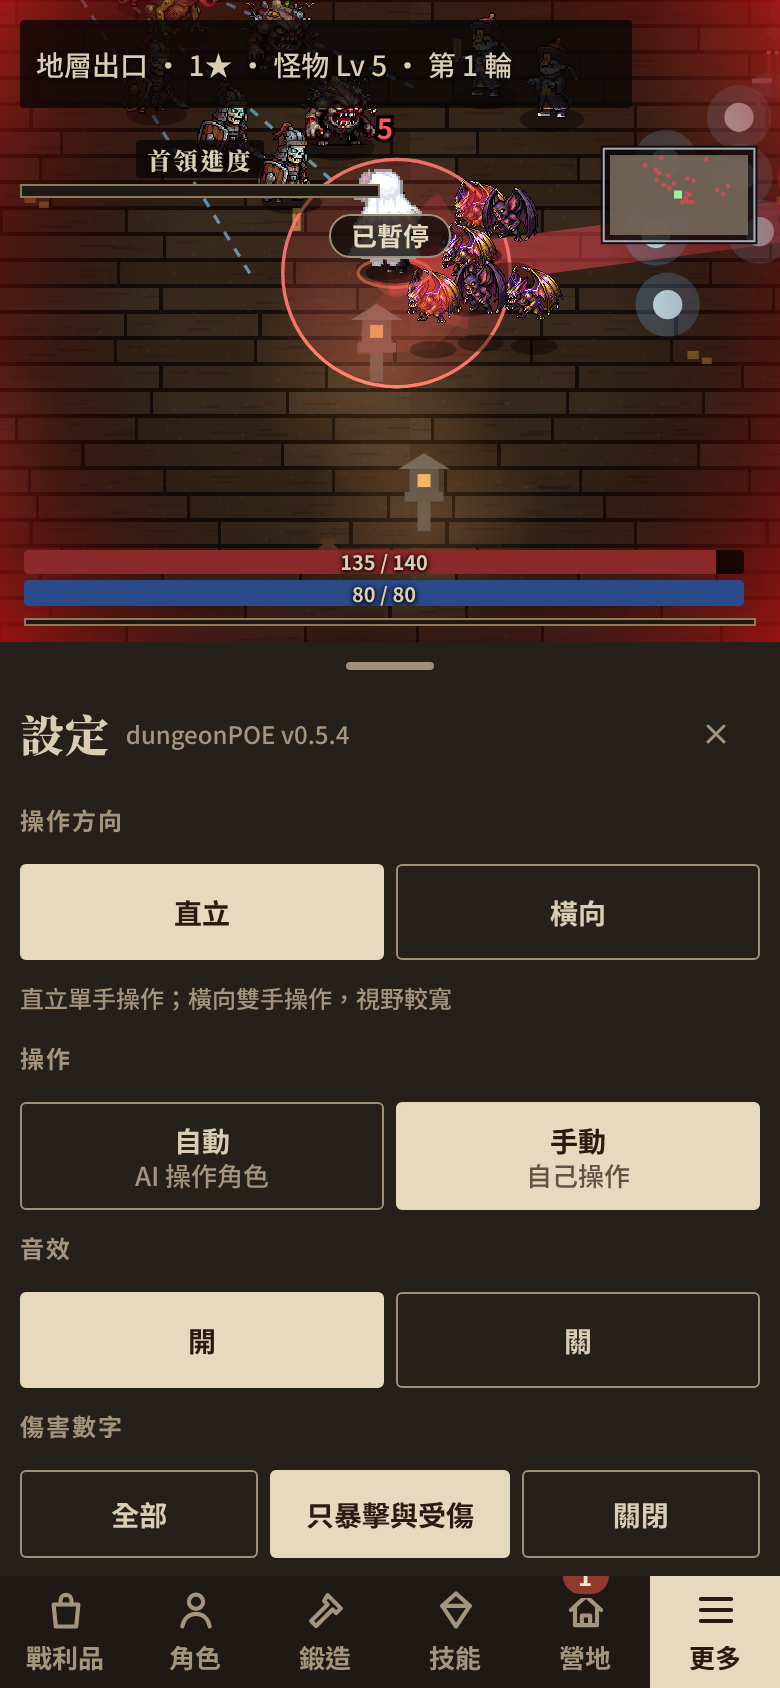 地層出口 • 1★ • 怪物 Lv 5 • 第 1 輪
5
首領進度
已暫停
135 / 140
80 / 80
設定 dungeonPOE v0.5.4
操作方向
直立 橫向
直立單手操作；橫向雙手操作，視野較寬
操作
自動 手動
AI 操作角色 自己操作
音效
開 關
傷害數字
全部 只暴擊與受傷 關閉
1
戰利品 角色 鍛造 技能 營地 更多